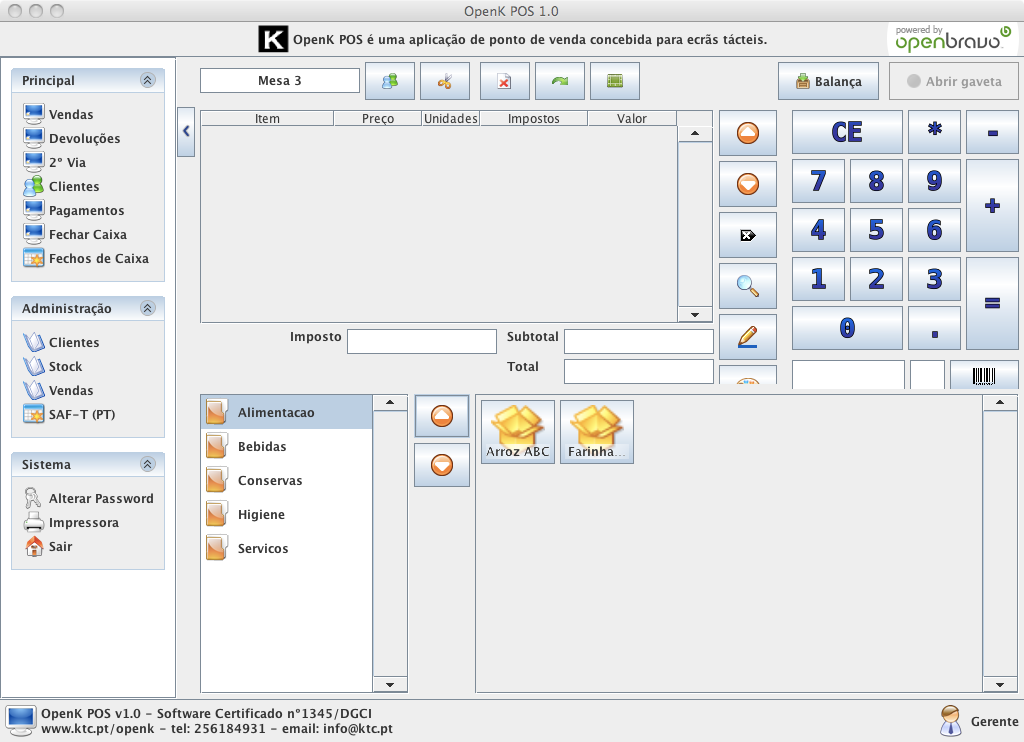 OpenK POS 1.0
K OpenK POS é uma aplicação de ponto de venda concebida para ecrãs tácteis.
powered by
openbravo
Principal
Vendas
Devoluções
2° Via
Clientes
Pagamentos
Fechar Caixa
Fechos de Caixa
Administração
Clientes
Stock
Vendas
SAF-T (PT)
Sistema
Alterar Password
Impressora
Sair
Mesa 3
Balança
Abrir gaveta
Item Preço Unidades Impostos Valor
CE * -
7 8 9 +
4 5 6
1 2 3 =
0 .
Imposto
Subtotal
Total
Alimentacao
Bebidas
Conservas
Higiene
Servicos
Arroz ABC
Farinha...
OpenK POS v1.0 - Software Certificado n°1345/DGCI
www.ktc.pt/openk - tel: 256184931 - email: info@ktc.pt
Gerente